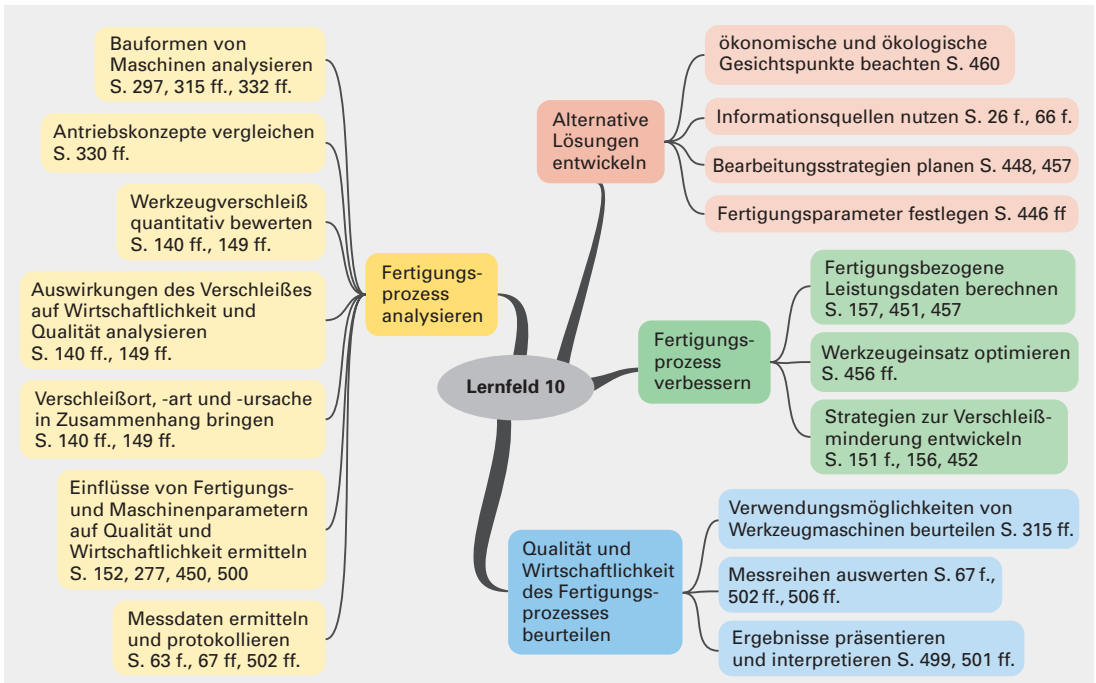 Lernfeld 10
Fertigungs-
prozess
analysieren
Bauformen von
Maschinen analysieren
S. 297, 315 ff., 332 ff.
Antriebskonzepte vergleichen
S. 330 ff.
Werkzeugverschleiß
quantitativ bewerten
S. 140 ff., 149 ff.
Auswirkungen des Verschleißes
auf Wirtschaftlichkeit und
Qualität analysieren
S. 140 ff., 149 ff.
Verschleißort, -art und -ursache
in Zusammenhang bringen
S. 140 ff., 149 ff.
Einflüsse von Fertigungs-
und Maschinenparametern
auf Qualität und
Wirtschaftlichkeit ermitteln
S. 152, 277, 450, 500
Messdaten ermitteln
und protokollieren
S. 63 f., 67 ff, 502 ff.
Alternative
Lösungen
entwickeln
ökonomische und ökologische
Gesichtspunkte beachten S. 460
Informationsquellen nutzen S. 26 f., 66 f.
Bearbeitungsstrategien planen S. 448, 457
Fertigungsparameter festlegen S. 446 ff
Fertigungs-
prozess
verbessern
Fertigungsbezogene
Leistungsdaten berechnen
S. 157, 451, 457
Werkzeugeinsatz optimieren
S. 456 ff.
Strategien zur Verschleiß-
minderung entwickeln
S. 151 f., 156, 452
Qualität und
Wirtschaftlichkeit
des Fertigungs-
prozesses
beurteilen
Verwendungsmöglichkeiten von
Werkzeugmaschinen beurteilen S. 315 ff.
Messreihen auswerten S. 67 f.,
502 ff., 506 ff.
Ergebnisse präsentieren
und interpretieren S. 499, 501 ff.